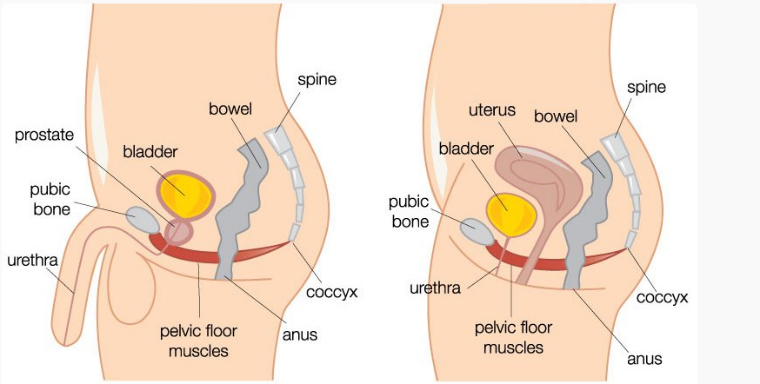 spine
bowel
prostate
bladder
pubic
bone
urethra
coccyx
pelvic floor
muscles
anus
spine
uterus
bowel
bladder
pubic
bone
urethra
coccyx
pelvic floor
muscles
anus